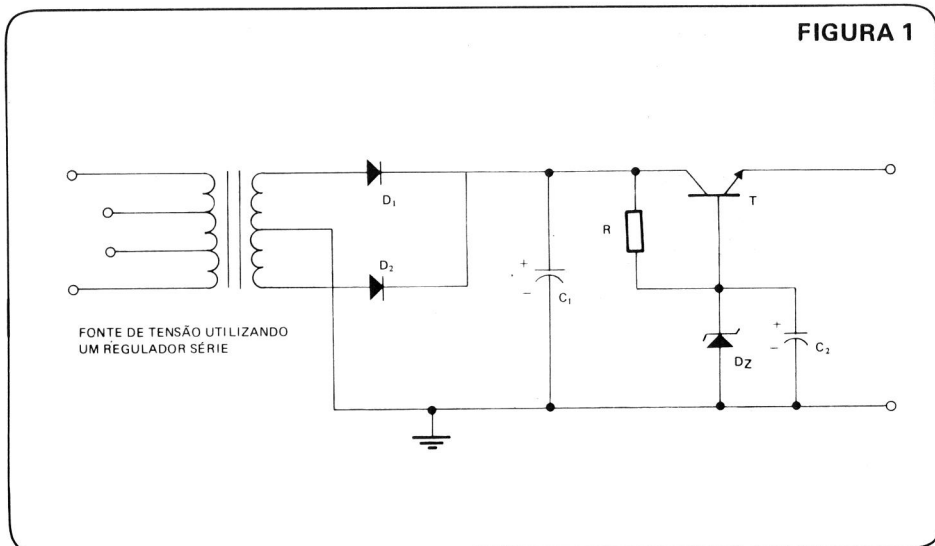 FIGURA 1
D₁
T
R
D₂
+
-
C₁
+
-
C₂
DZ
FONTE DE TENSÃO UTILIZANDO
UM REGULADOR SÉRIE